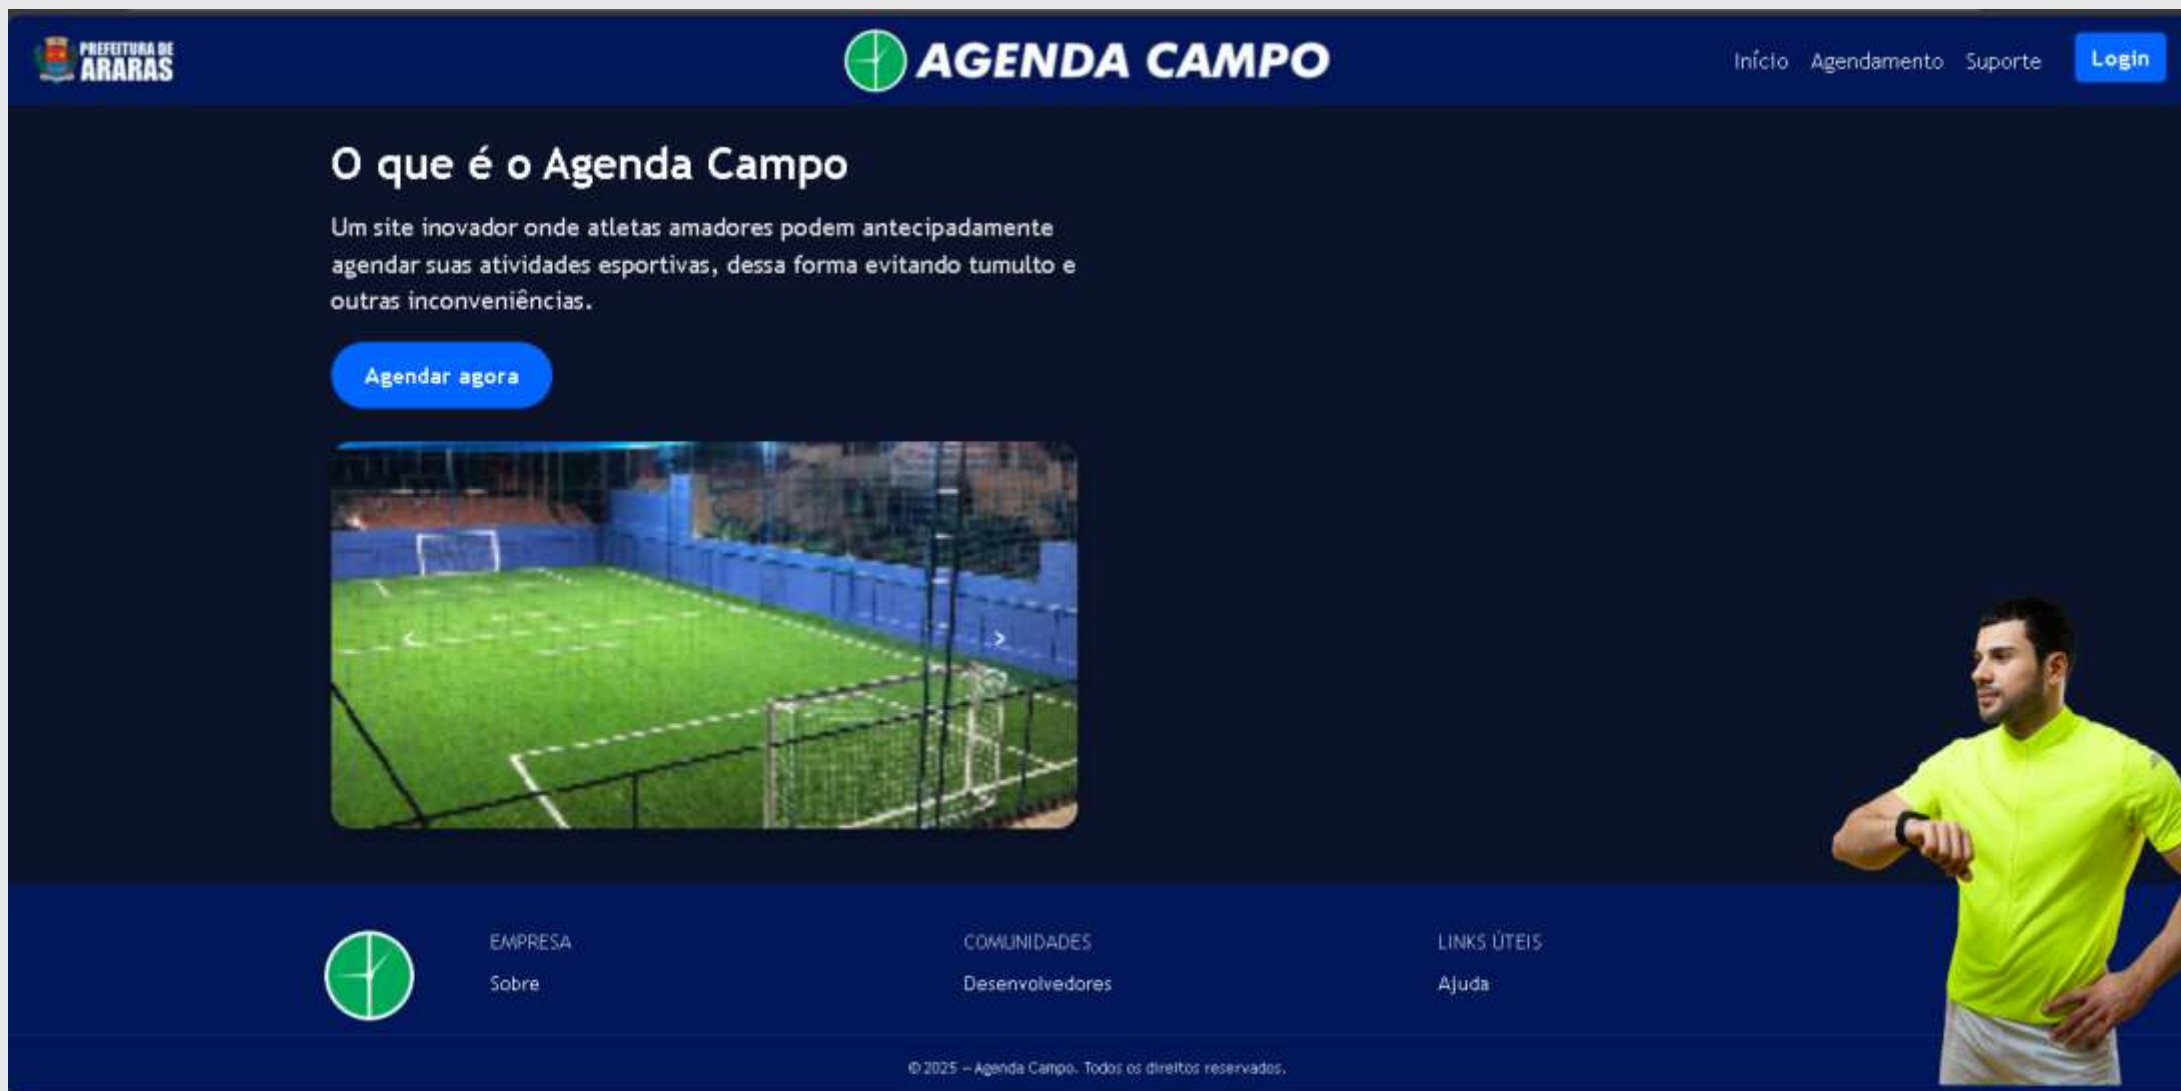 PREFEITURA DE
ARARAS
AGENDA CAMPO
Início Agendamento Suporte Login
O que é o Agenda Campo
Um site inovador onde atletas amadores podem antecipadamente
agendar suas atividades esportivas, dessa forma evitando tumulto e
outras inconveniências.
Agendar agora
EMPRESA
Sobre
COMUNIDADES
Desenvolvedores
LINKS ÚTEIS
Ajuda
© 2025 – Agenda Campo. Todos os direitos reservados.